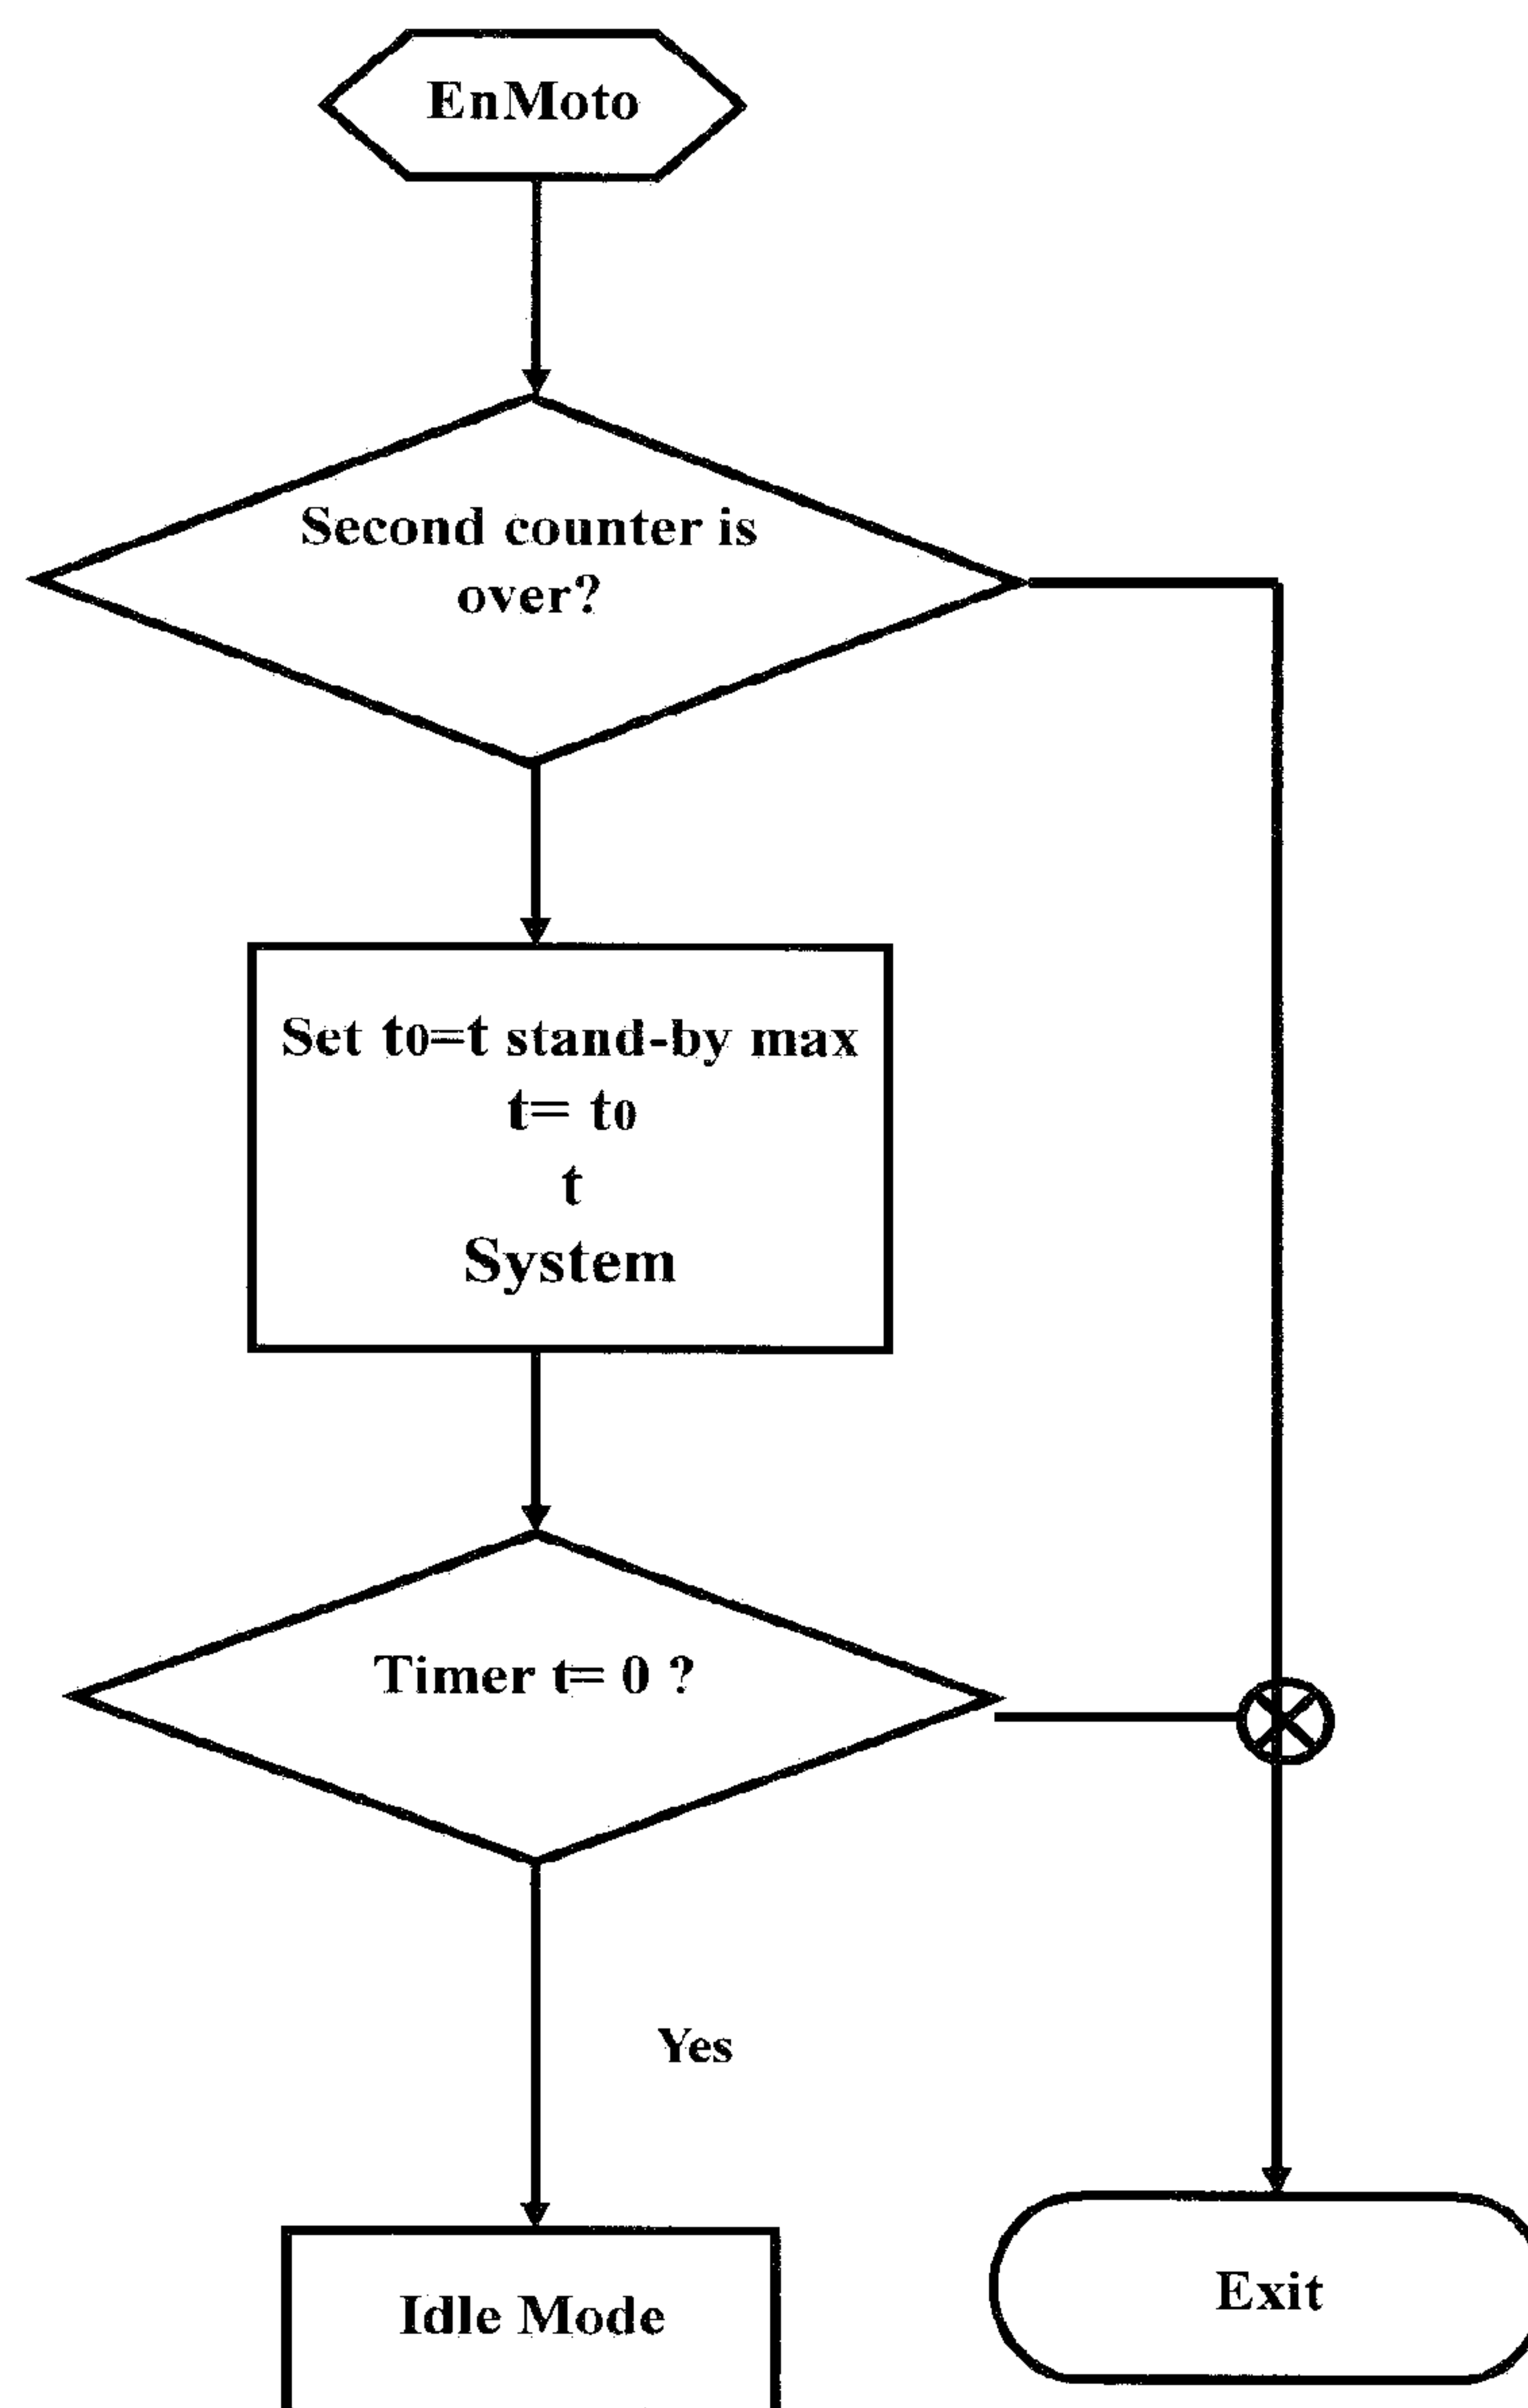 EnMoto
Second counter is
over?
Set t0=t stand-by max
t= t0
t
System
Timer t= 0 ?
Yes
Idle Mode
Exit